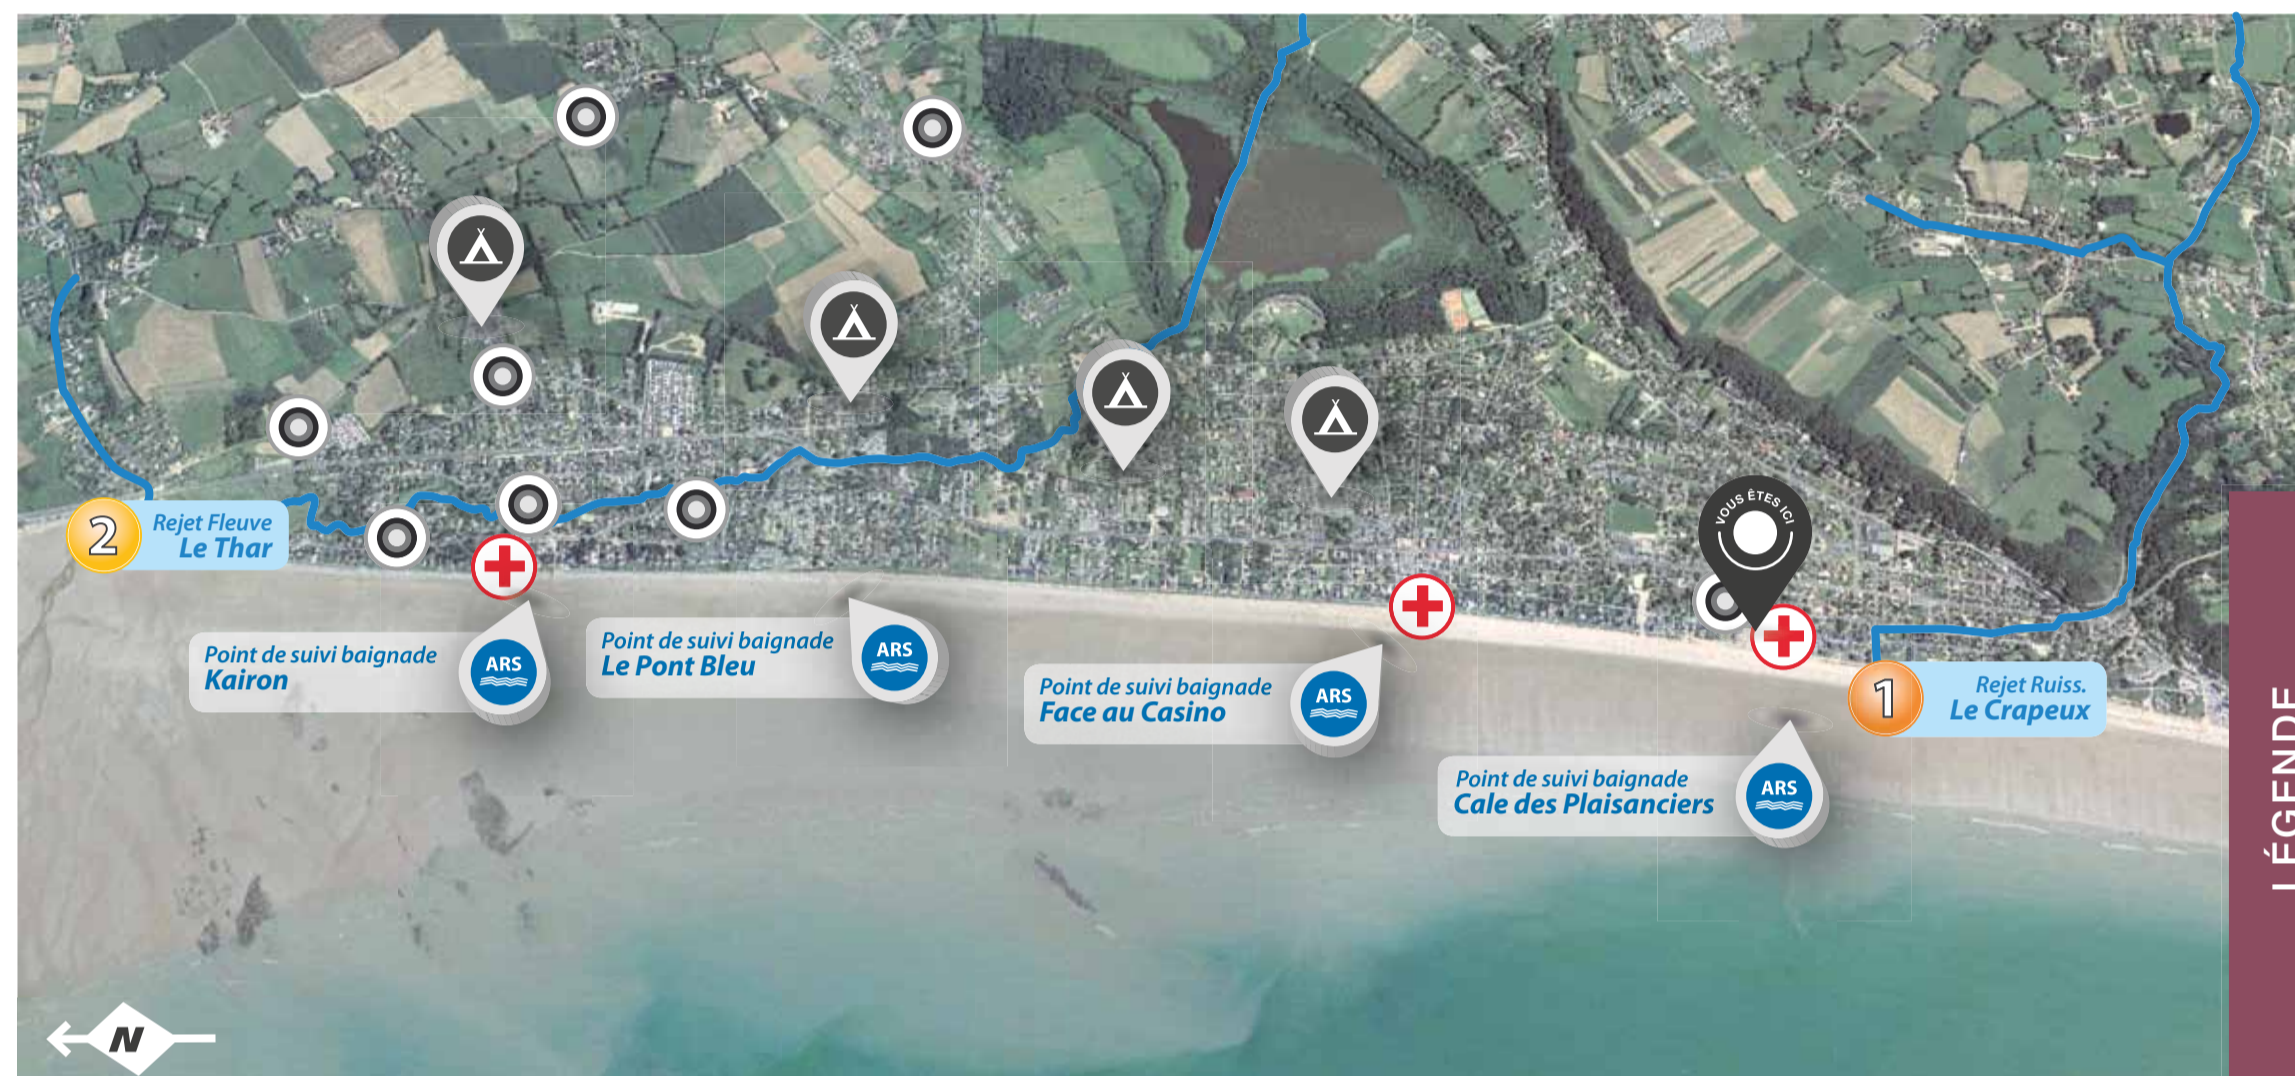 VOUS ÊTES ICI
2
Rejet Fleuve
Le Thar
Point de suivi baignade
Kairon
ARS
Point de suivi baignade
Le Pont Bleu
ARS
Point de suivi baignade
Face au Casino
ARS
1
Rejet Ruiss.
Le Crapeux
Point de suivi baignade
Cale des Plaisanciers
ARS
LÉGENDE
N